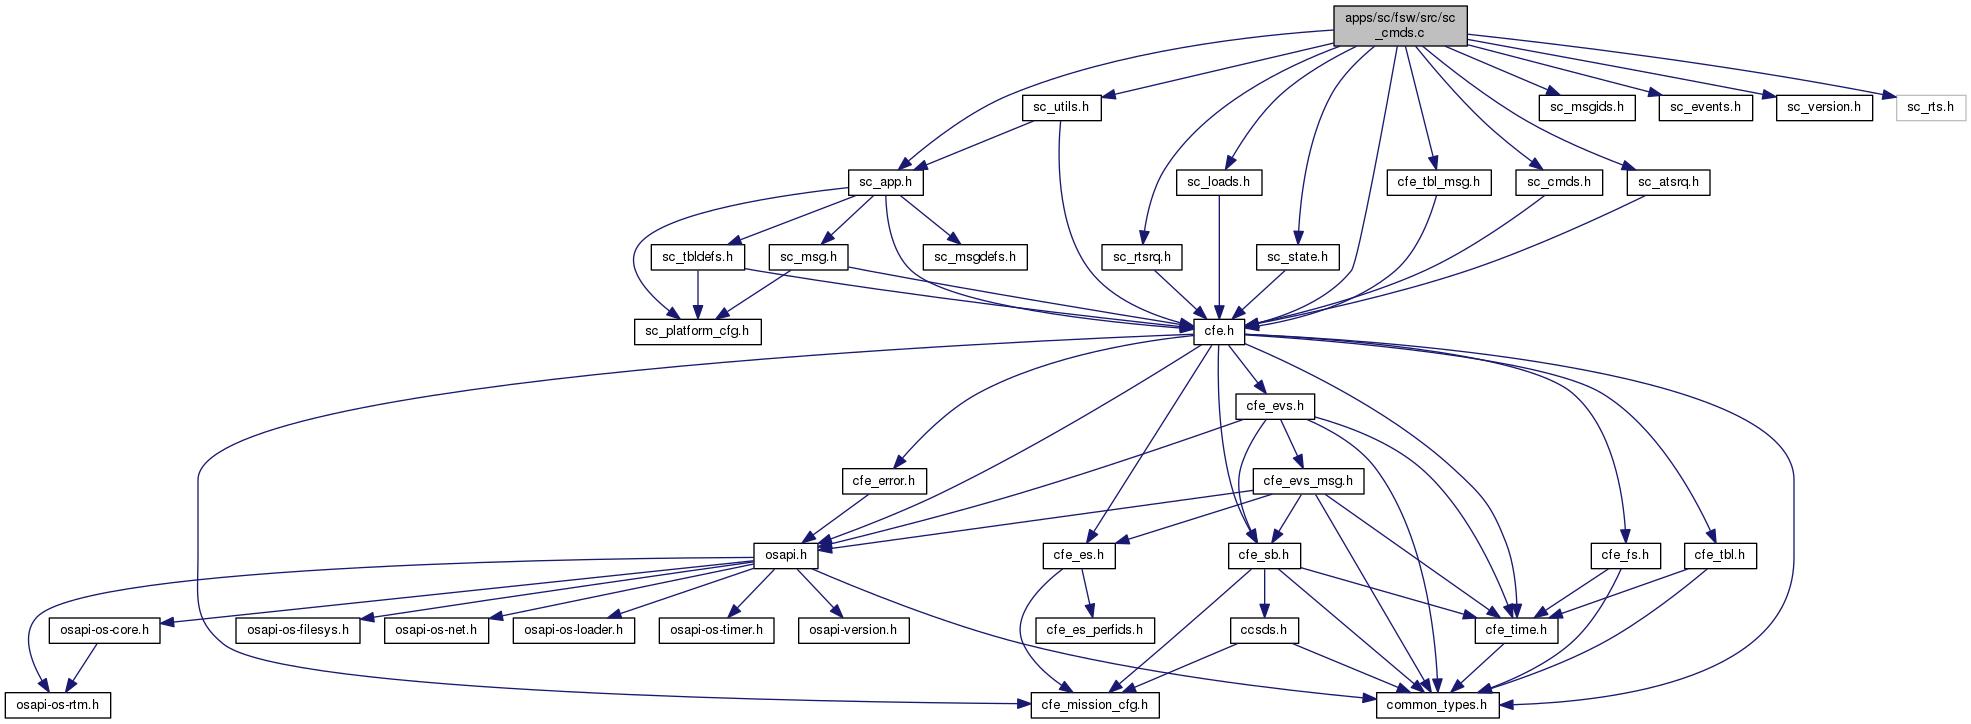 apps/sc/fsw/src/sc
_cmds.c
sc_utils.h
sc_msgids.h
sc_events.h
sc_version.h
sc_rts.h
sc_app.h
sc_loads.h
cfe_tbl_msg.h
sc_cmds.h
sc_atsrq.h
sc_tbldefs.h
sc_msg.h
sc_msgdefs.h
sc_rtsrq.h
sc_state.h
sc_platform_cfg.h
cfe.h
cfe_evs.h
cfe_error.h
cfe_evs_msg.h
osapi.h
cfe_es.h
cfe_sb.h
cfe_fs.h
cfe_tbl.h
osapi-os-core.h
osapi-os-filesys.h
osapi-os-net.h
osapi-os-loader.h
osapi-os-timer.h
osapi-version.h
cfe_es_perfids.h
ccsds.h
cfe_time.h
osapi-os-rtm.h
cfe_mission_cfg.h
common_types.h